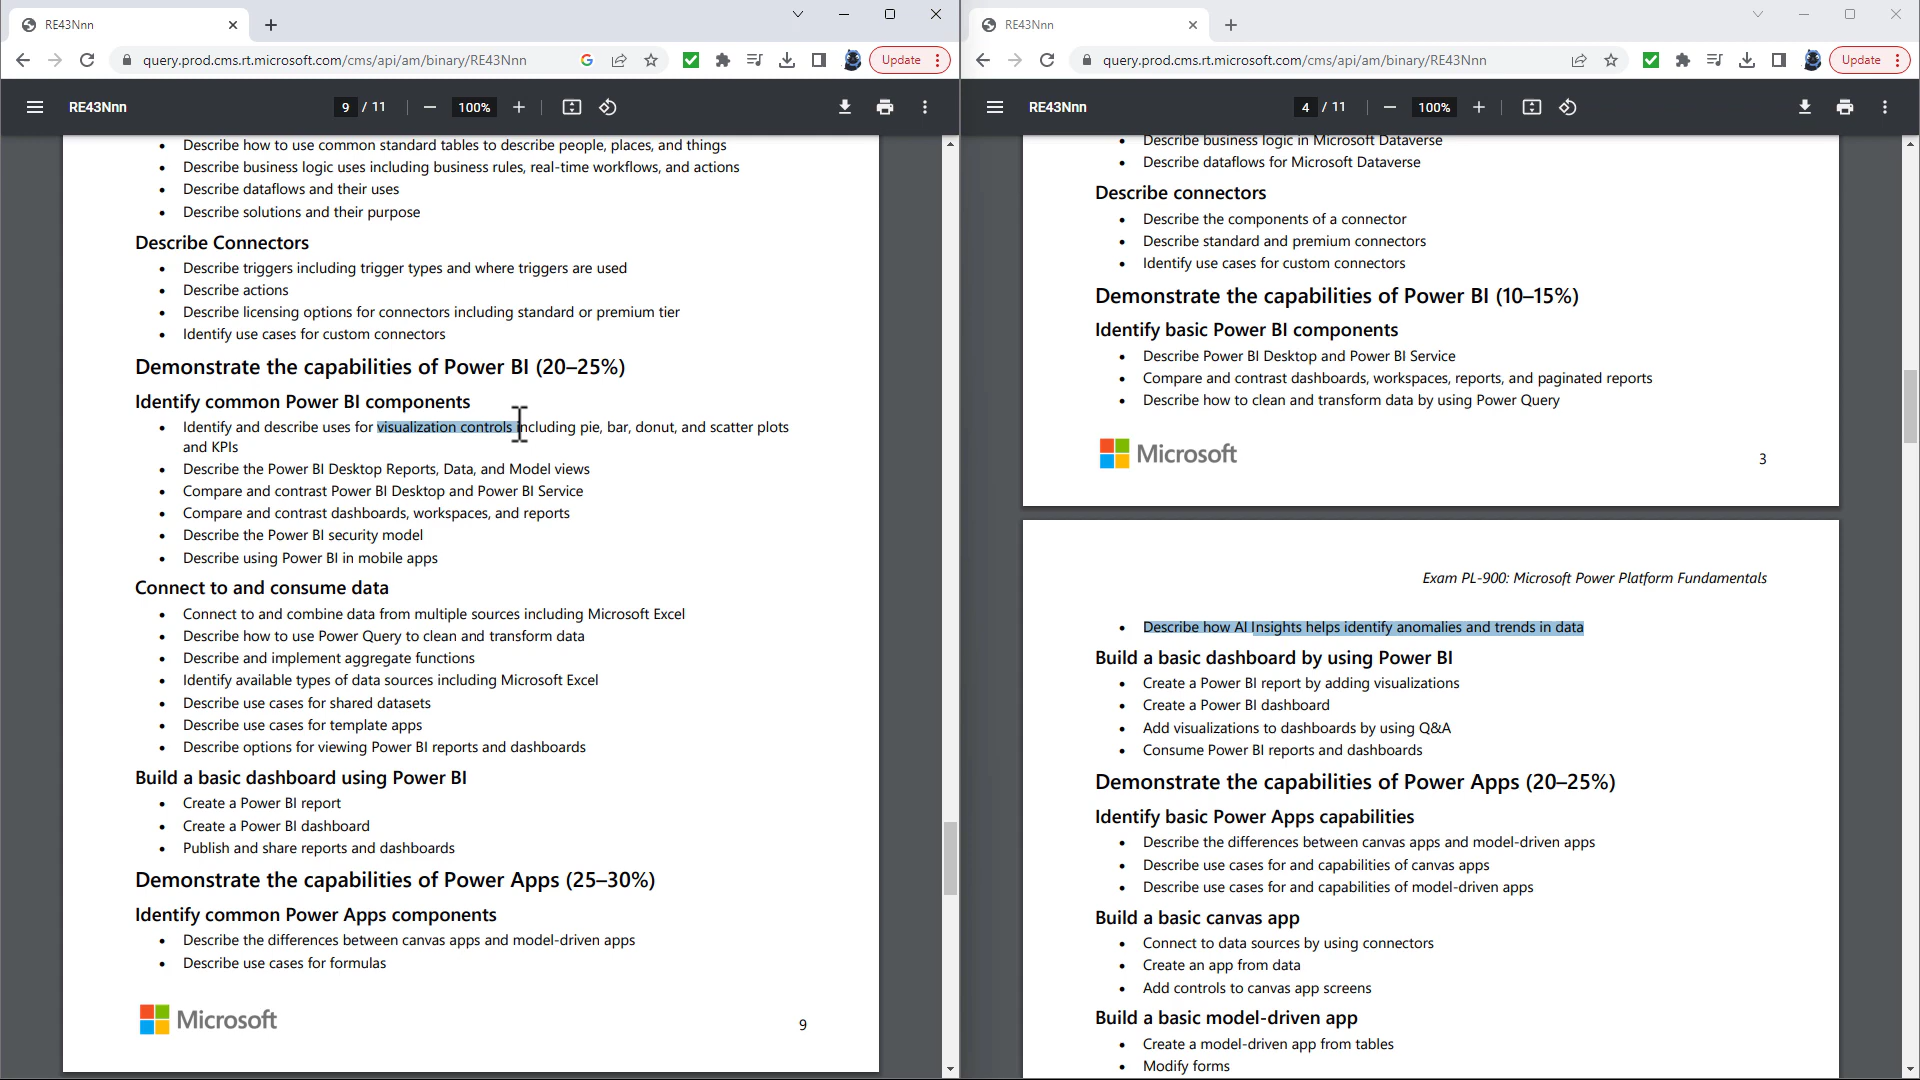 RE43Nnn
query.prod.cms.rt.microsoft.com/cms/api/am/binary/RE43Nnn
Update
RE43Nnn
9 / 11
100%
Describe how to use common standard tables to describe people, places, and things
Describe business logic uses including business rules, real-time workflows, and actions
Describe dataflows and their uses
Describe solutions and their purpose
Describe Connectors
Describe triggers including trigger types and where triggers are used
Describe actions
Describe licensing options for connectors including standard or premium tier
Identify use cases for custom connectors
Demonstrate the capabilities of Power BI (20–25%)
Identify common Power BI components
Identify and describe uses for visualization controls including pie, bar, donut, and scatter plots
and KPIs
Describe the Power BI Desktop Reports, Data, and Model views
Compare and contrast Power BI Desktop and Power BI Service
Compare and contrast dashboards, workspaces, and reports
Describe the Power BI security model
Describe using Power BI in mobile apps
Connect to and consume data
Connect to and combine data from multiple sources including Microsoft Excel
Describe how to use Power Query to clean and transform data
Describe and implement aggregate functions
Identify available types of data sources including Microsoft Excel
Describe use cases for shared datasets
Describe use cases for template apps
Describe options for viewing Power BI reports and dashboards
Build a basic dashboard using Power BI
Create a Power BI report
Create a Power BI dashboard
Publish and share reports and dashboards
Demonstrate the capabilities of Power Apps (25–30%)
Identify common Power Apps components
Describe the differences between canvas apps and model-driven apps
Describe use cases for formulas
Microsoft
9
RE43Nnn
query.prod.cms.rt.microsoft.com/cms/api/am/binary/RE43Nnn
Update
RE43Nnn
4 / 11
100%
Describe business logic in Microsoft Dataverse
Describe dataflows for Microsoft Dataverse
Describe connectors
Describe the components of a connector
Describe standard and premium connectors
Identify use cases for custom connectors
Demonstrate the capabilities of Power BI (10–15%)
Identify basic Power BI components
Describe Power BI Desktop and Power BI Service
Compare and contrast dashboards, workspaces, reports, and paginated reports
Describe how to clean and transform data by using Power Query
Microsoft
3
Exam PL-900: Microsoft Power Platform Fundamentals
Describe how AI Insights helps identify anomalies and trends in data
Build a basic dashboard by using Power BI
Create a Power BI report by adding visualizations
Create a Power BI dashboard
Add visualizations to dashboards by using Q&A
Consume Power BI reports and dashboards
Demonstrate the capabilities of Power Apps (20–25%)
Identify basic Power Apps capabilities
Describe the differences between canvas apps and model-driven apps
Describe use cases for and capabilities of canvas apps
Describe use cases for and capabilities of model-driven apps
Build a basic canvas app
Connect to data sources by using connectors
Create an app from data
Add controls to canvas app screens
Build a basic model-driven app
Create a model-driven app from tables
Modify forms